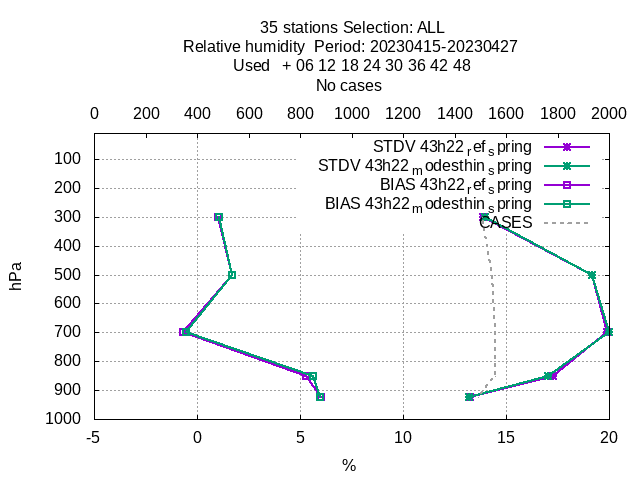 35 stations Selection: ALL
Relative humidity  Period: 20230415-20230427
Used   + 06 12 18 24 30 36 42 48
No cases
0 200 400 600 800 1000 1200 1400 1600 1800 2000
STDV 43h22_ref_spring
STDV 43h22_modesthin_spring
BIAS 43h22_ref_spring
BIAS 43h22_modesthin_spring
CASES
100
200
300
400
500
600
700
800
900
1000
hPa
-5 0 5 10 15 20
%